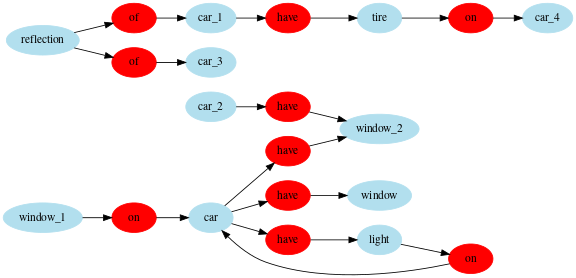 of car_1 have tire on car_4
reflection
of car_3
car_2 have
window_2
have
have window
window_1 on car
have light
on